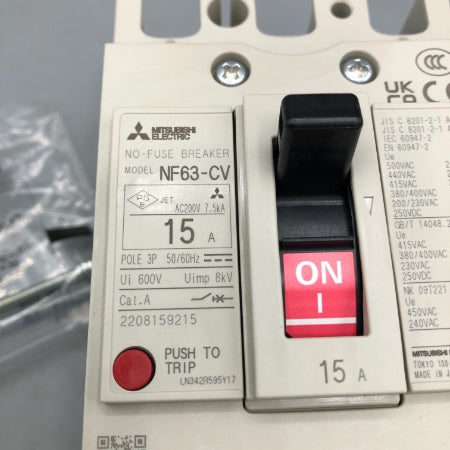 MITSUBISHI
ELECTRIC
NO-FUSE BREAKER
MODEL NF63-CV
PS
E
JET
AC200V 7.5kA
15 A
POLE 3P 50/60Hz
Ui 600V Uimp 8kV
Cat.A
2208159215
PUSH TO
TRIP
LN342R595Y17
ON
I
15 A
CCC
UK
CA
CE
JIS C 8201-2-1 A
JIS C 8201-2-1 A
IEC 60947-2
EN 60947-2
Ue
500VAC
440VAC
415VAC
380/400VAC
200/230VAC
250VDC
GB/T 14048.2
Ue
415VAC
380/400VAC
230VAC
250VDC
NK 09T221
Ue
450VAC
240VAC
MITSUBISHI
TOKYO 100
MADE IN J